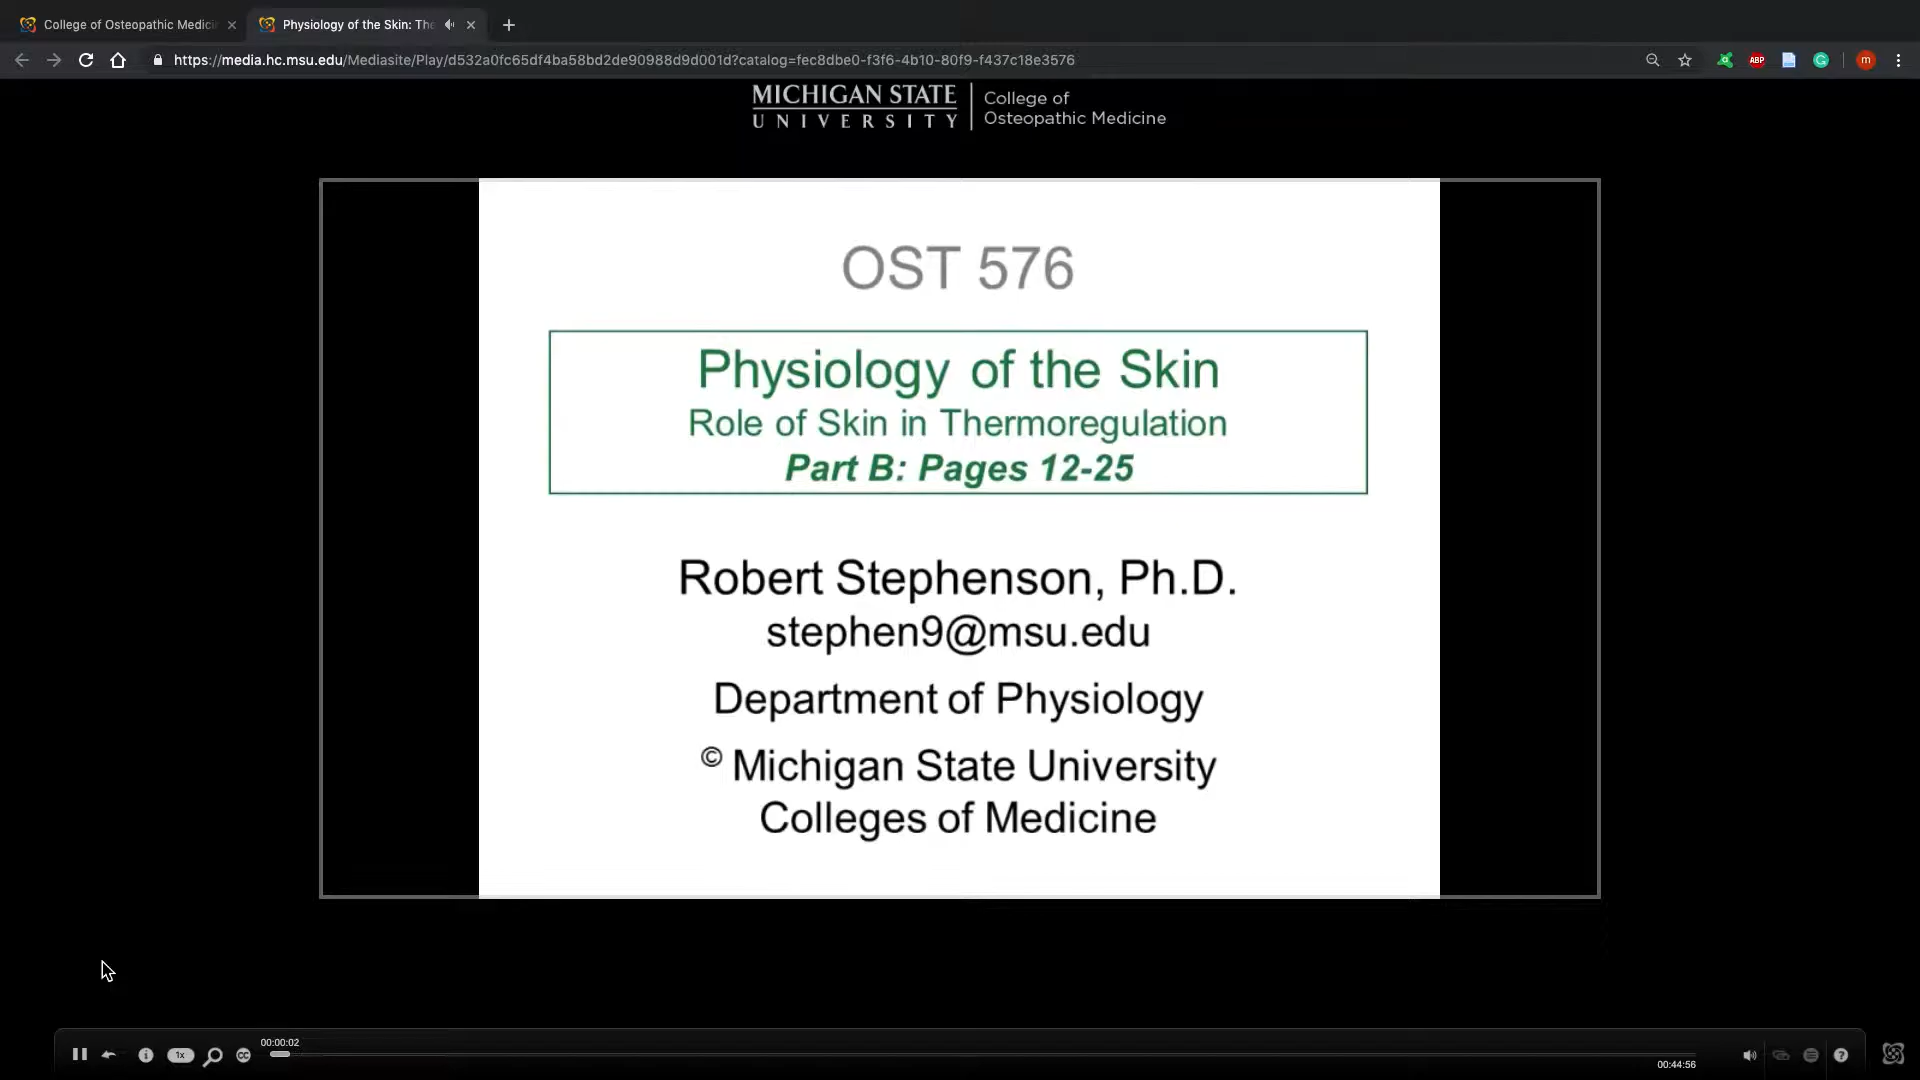 College of Osteopathic Medici
Physiology of the Skin: The
https://media.hc.msu.edu/Mediasite/Play/d532a0fc65df4ba58bd2de90988d9d001d?catalog=fec8dbe0-f3f6-4b10-80f9-f437c18e3576
ABP
m
MICHIGAN STATE
UNIVERSITY
College of
Osteopathic Medicine
OST 576
Physiology of the Skin
Role of Skin in Thermoregulation
Part B: Pages 12-25
Robert Stephenson, Ph.D.
stephen9@msu.edu
Department of Physiology
© Michigan State University
Colleges of Medicine
00:00:02
1x
CC
00:44:56